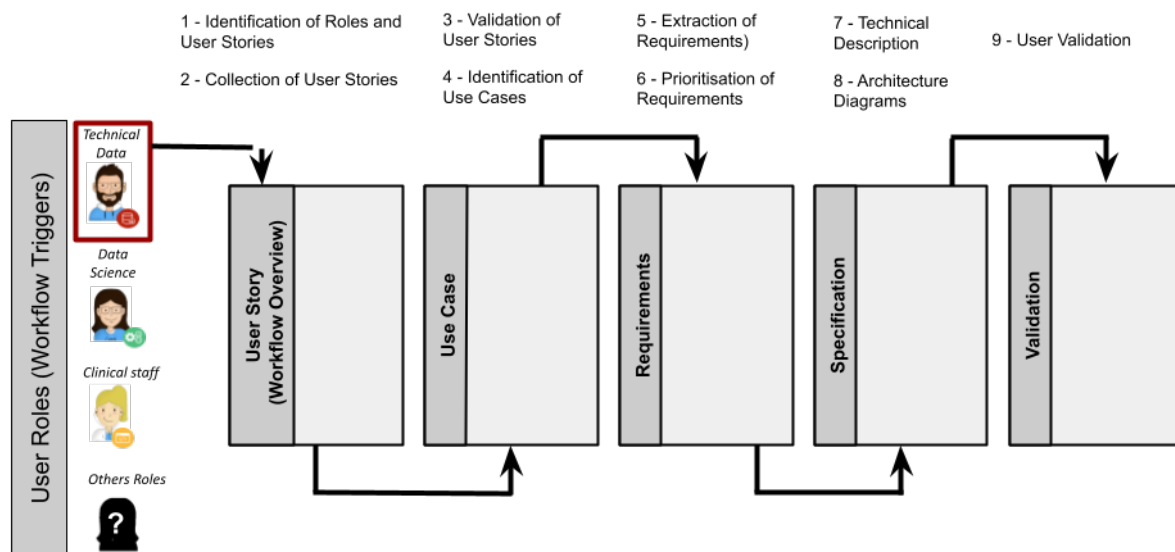 1 - Identification of Roles and
User Stories
2 - Collection of User Stories
3 - Validation of
User Stories
4 - Identification of
Use Cases
5 - Extraction of
Requirements)
6 - Prioritisation of
Requirements
7 - Technical
Description
8 - Architecture
Diagrams
9 - User Validation
User Roles (Workflow Triggers)
Technical
Data
Data
Science
Clinical staff
Others Roles
?
User Story
(Workflow Overview)
Use Case
Requirements
Specification
Validation